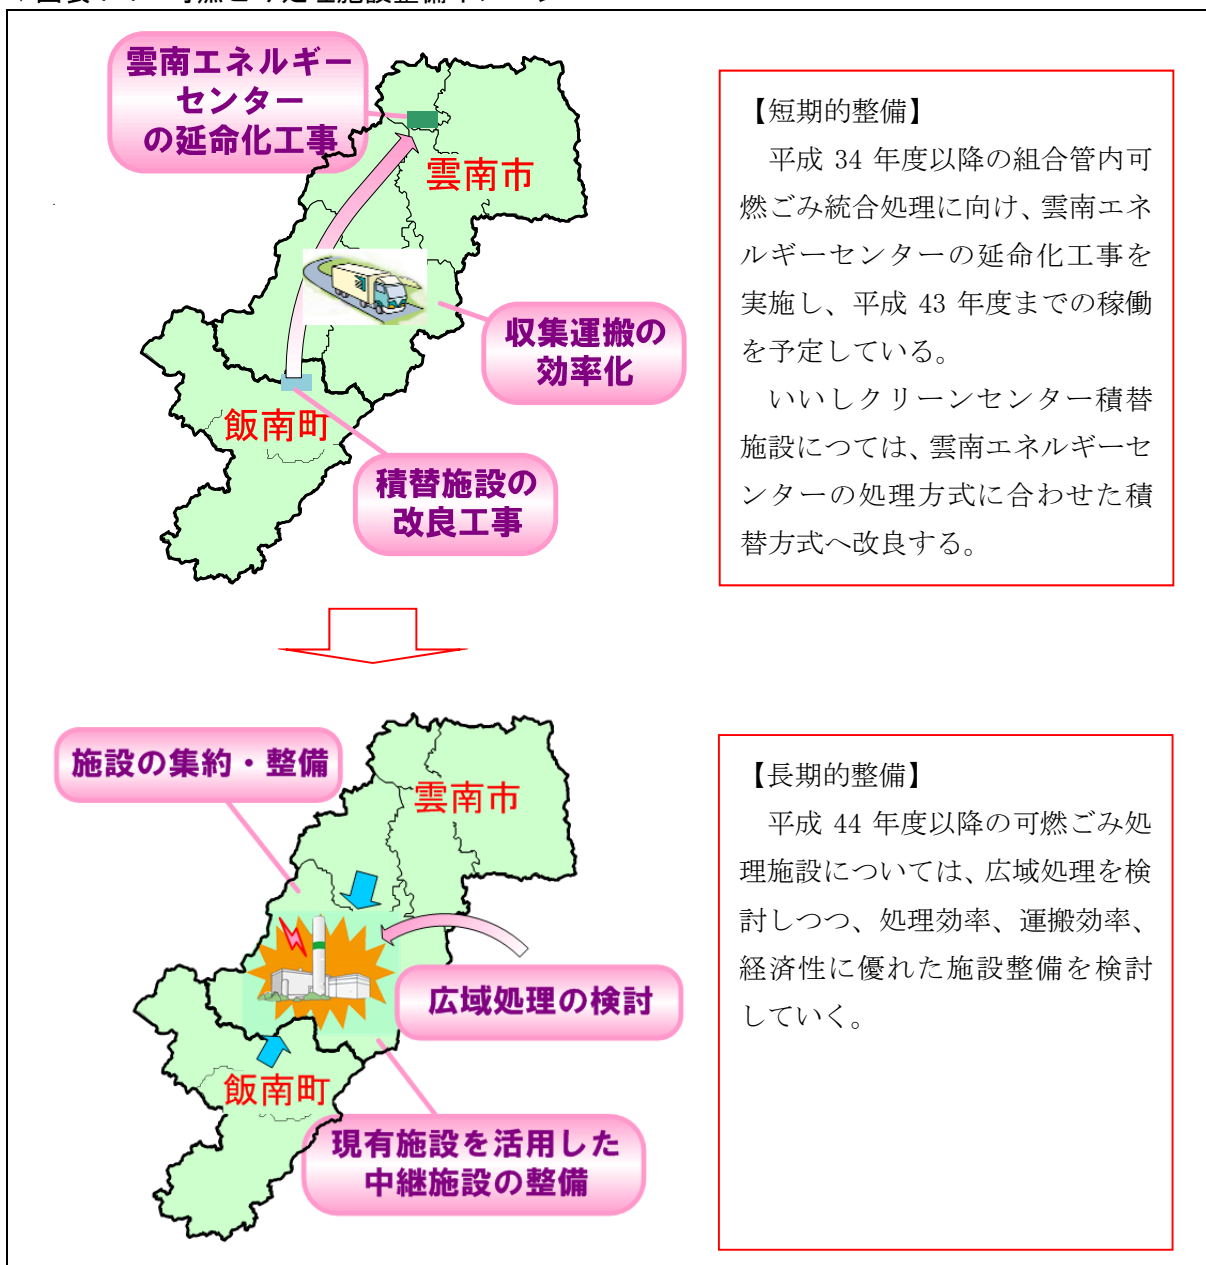 雲南エネルギー
センター
の延命化工事
雲南市
収集運搬の
効率化
飯南町
積替施設の
改良工事
【短期的整備】
平成 34 年度以降の組合管内可
燃ごみ統合処理に向け、雲南エネ
ルギーセンターの延命化工事を
実施し、平成 43 年度までの稼働
を予定している。
いいしクリーンセンター積替
施設につては、雲南エネルギーセ
ンターの処理方式に合わせた積
替方式へ改良する。
施設の集約・整備
雲南市
広域処理の検討
飯南町
現有施設を活用した
中継施設の整備
【長期的整備】
平成 44 年度以降の可燃ごみ処
理施設については、広域処理を検
討しつつ、処理効率、運搬効率、
経済性に優れた施設整備を検討
していく。